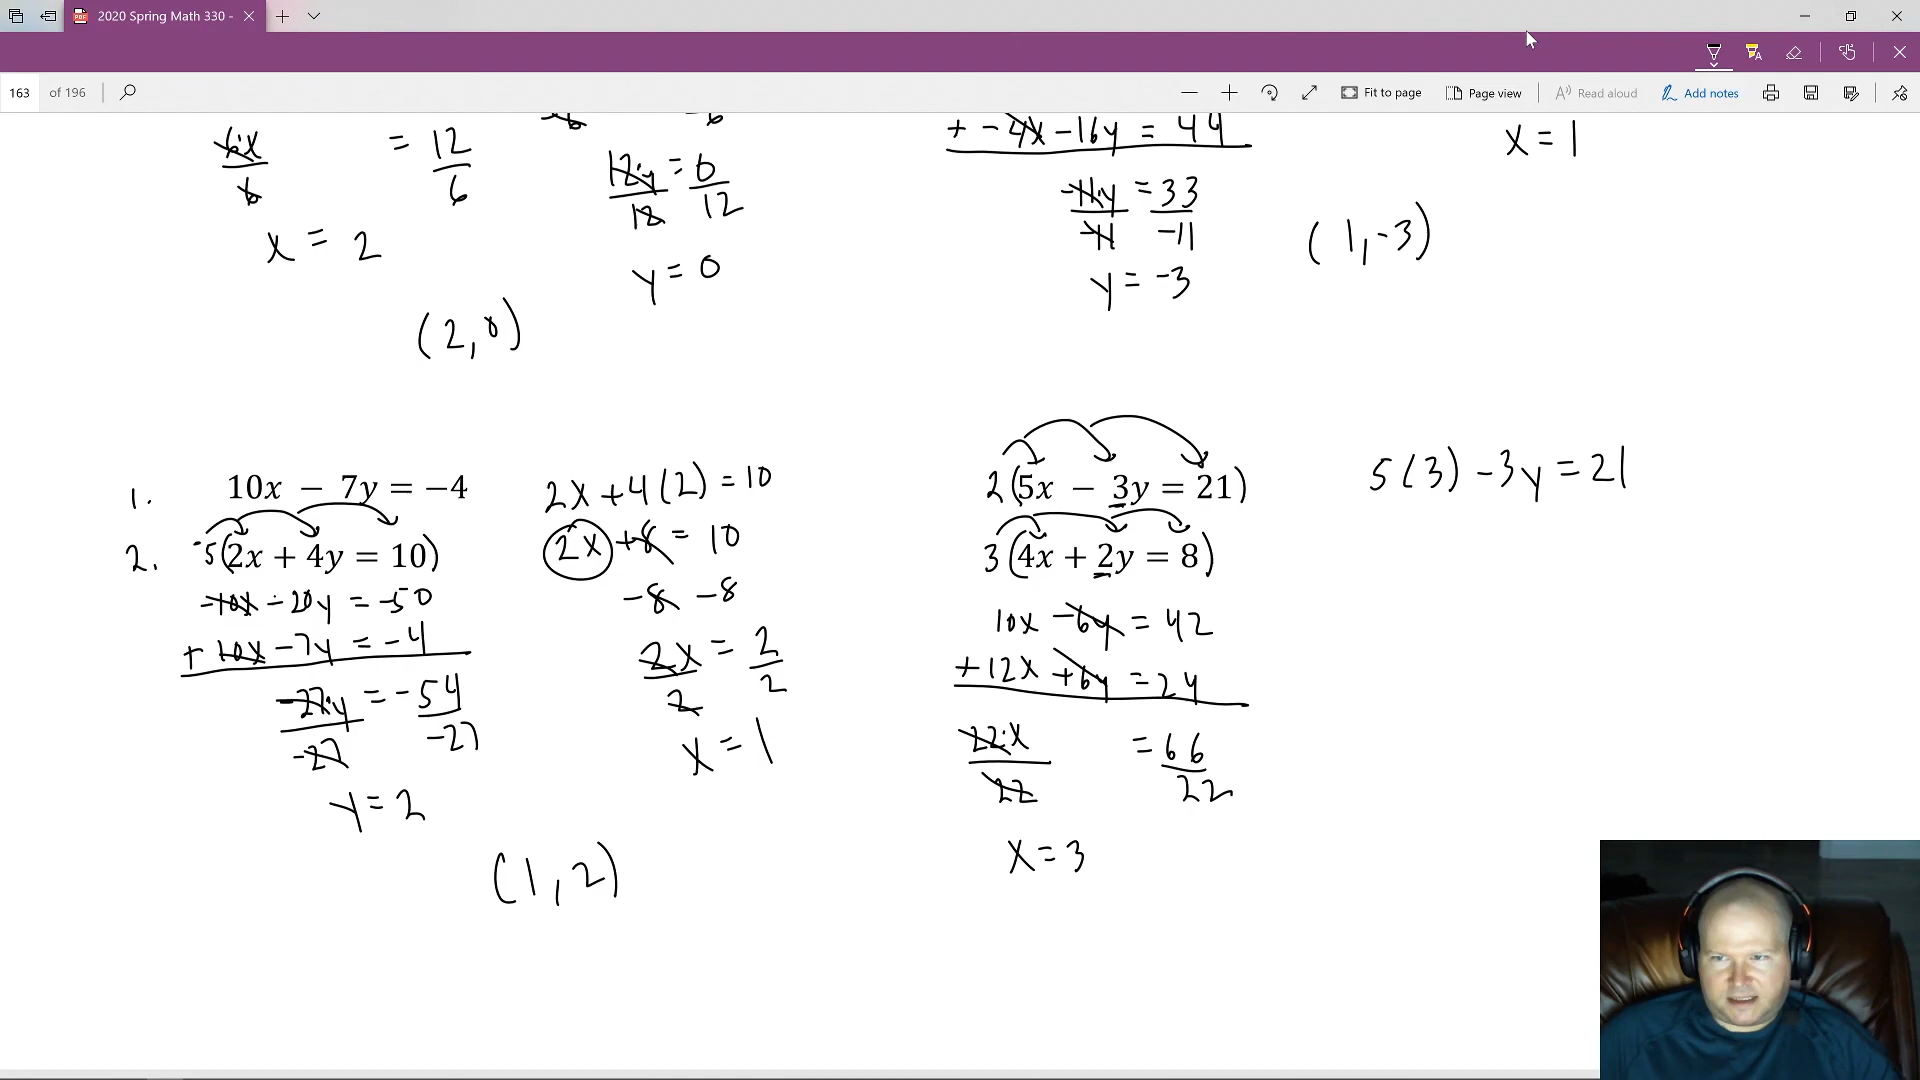 2020 Spring Math 330 -
163 of 196
Fit to page
Page view
Read aloud
Add notes
6x/6 = 12/6
x = 2
-6 -6
12y/12 = 0/12
y = 0
(2, 0)
+ -4x -16y = 44
-11y/-11 = 33/-11
y = -3
x = 1
(1, -3)
1. 10x − 7y = −4
2. -5(2x + 4y = 10)
-10x - 20y = -50
+ 10x - 7y = -4
-27y/-27 = -54/-27
y = 2
2x + 4(2) = 10
2x + 8 = 10
-8 -8
2x/2 = 2/2
x = 1
(1, 2)
2(5x − 3y = 21)
3(4x + 2y = 8)
10x - 6y = 42
+ 12x + 6y = 24
22x/22 = 66/22
x = 3
5(3) - 3y = 21